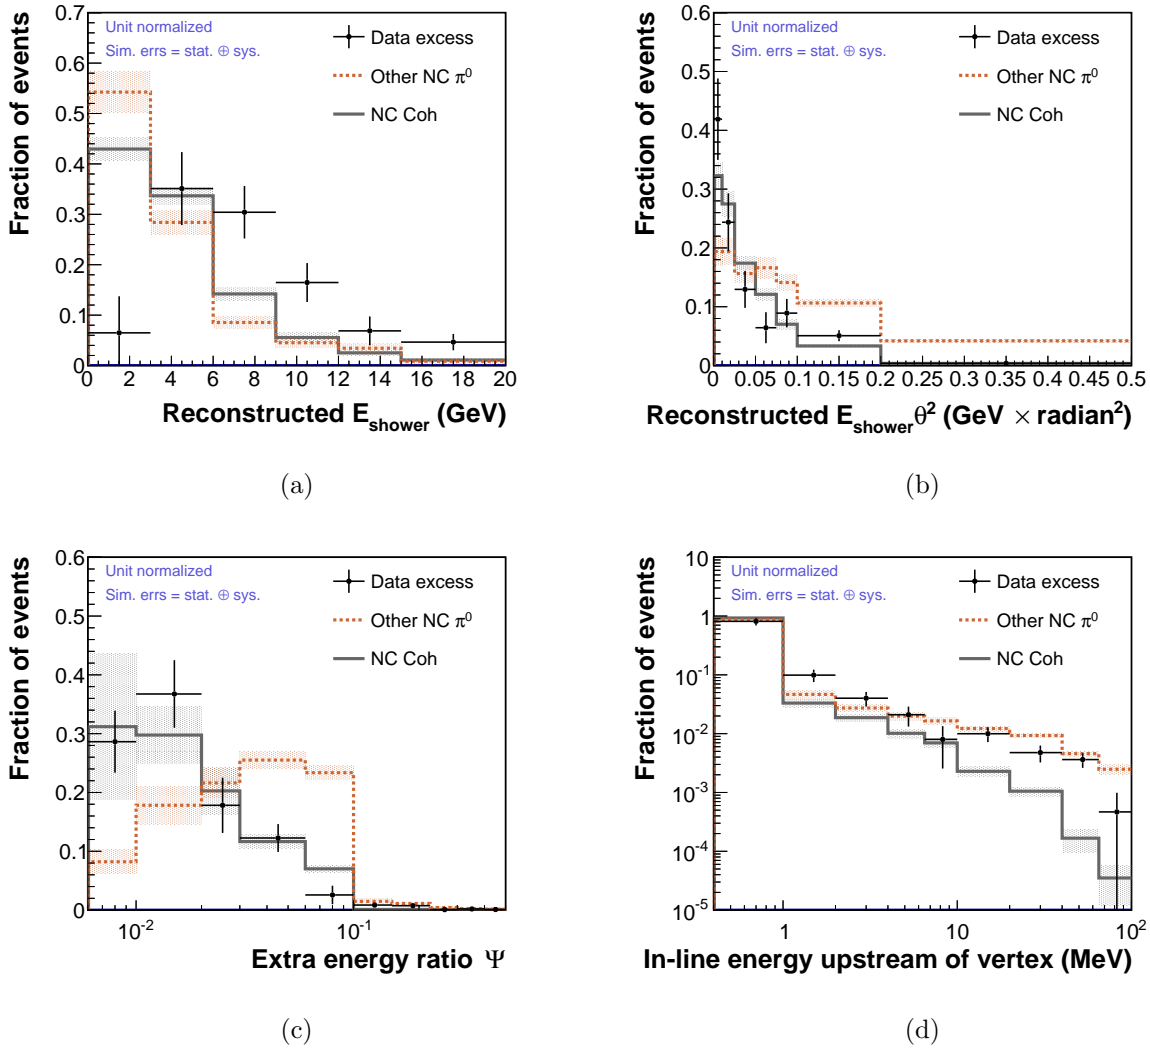 0.7
0.6
0.5
0.4
0.3
0.2
0.1
0
Fraction of events
Unit normalized
Sim. errs = stat. ⊕ sys.
Data excess
Other NC π⁰
NC Coh
0 2 4 6 8 10 12 14 16 18 20
Reconstructed E_shower (GeV)
(a)
0.6
0.5
0.4
0.3
0.2
0.1
0
Fraction of events
Unit normalized
Sim. errs = stat. ⊕ sys.
Data excess
Other NC π⁰
NC Coh
0 0.05 0.1 0.15 0.2 0.25 0.3 0.35 0.4 0.45 0.5
Reconstructed E_showerθ² (GeV × radian²)
(b)
0.6
0.5
0.4
0.3
0.2
0.1
0
Fraction of events
Unit normalized
Sim. errs = stat. ⊕ sys.
Data excess
Other NC π⁰
NC Coh
10⁻² 10⁻¹
Extra energy ratio Ψ
(c)
10
1
10⁻¹
10⁻²
10⁻³
10⁻⁴
10⁻⁵
Fraction of events
Unit normalized
Sim. errs = stat. ⊕ sys.
Data excess
Other NC π⁰
NC Coh
1 10 10²
In-line energy upstream of vertex (MeV)
(d)